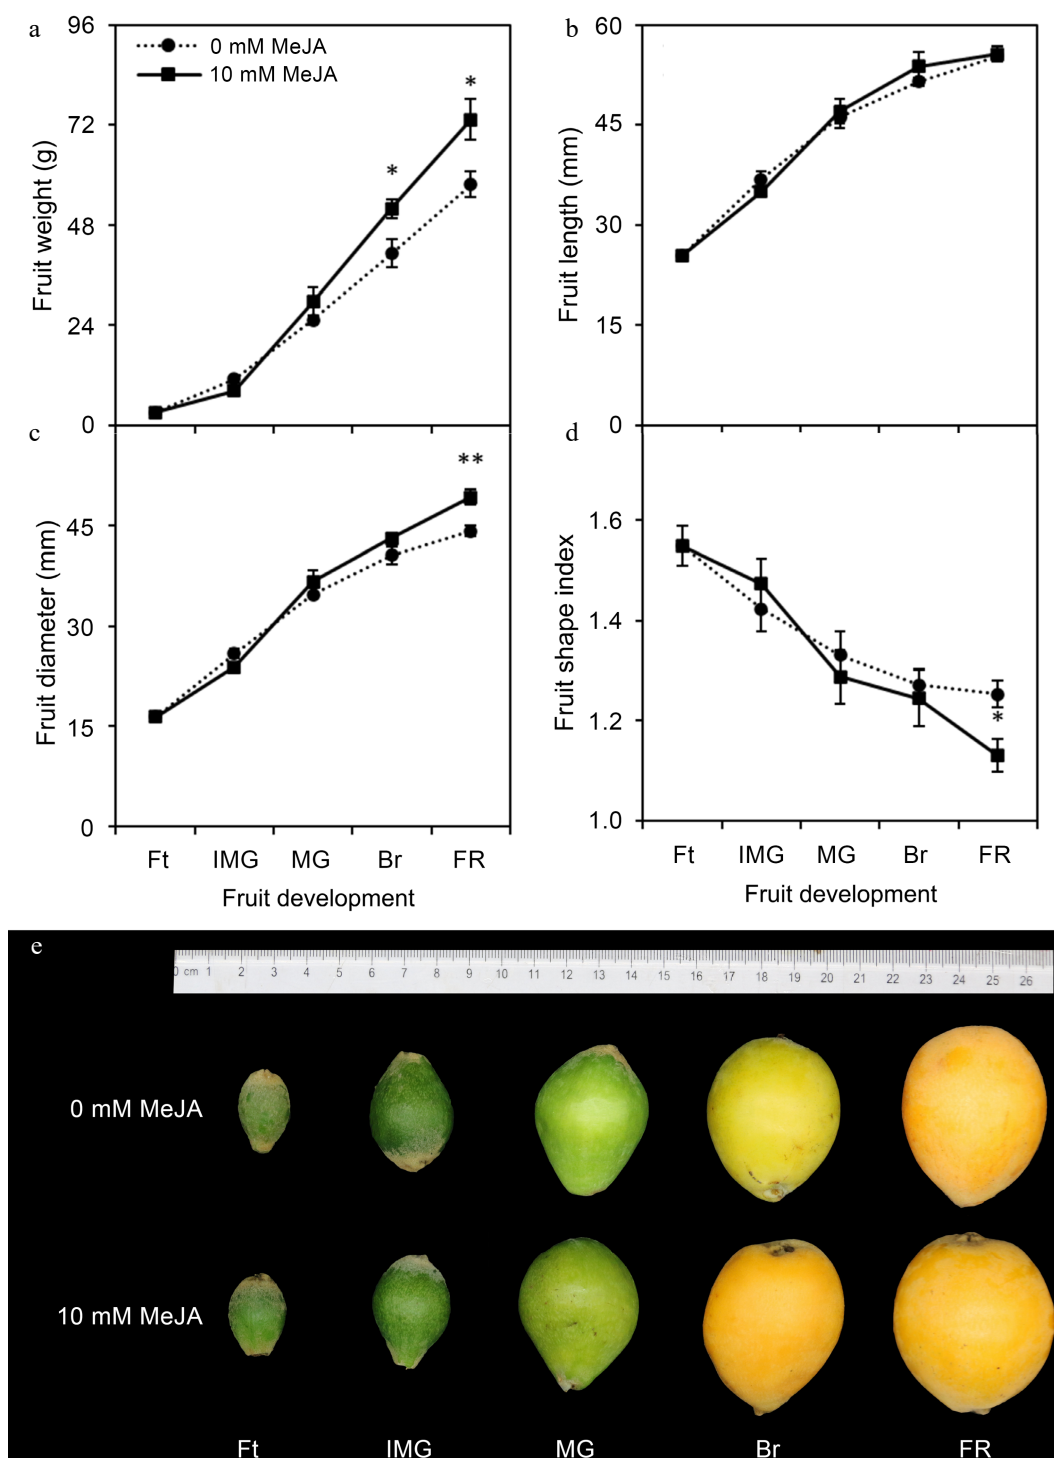 a
96
72
48
24
0
Fruit weight (g)
0 mM MeJA
10 mM MeJA
*
*
b
60
45
30
15
0
Fruit length (mm)
c
45
30
15
0
Fruit diameter (mm)
**
Ft IMG MG Br FR
Fruit development
d
1.6
1.4
1.2
1.0
Fruit shape index
*
Ft IMG MG Br FR
Fruit development
e
0 cm 1 2 3 4 5 6 7 8 9 10 11 12 13 14 15 16 17 18 19 20 21 22 23 24 25 26
0 mM MeJA
10 mM MeJA
Ft IMG MG Br FR